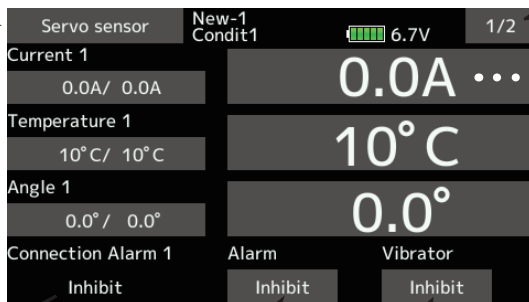 Servo sensor
New-1
Condit1
6.7V
1/2
Current 1
0.0A/ 0.0A
0.0A
Temperature 1
10°C/ 10°C
10°C
Angle 1
0.0°/ 0.0°
0.0°
Connection Alarm 1 Alarm Vibrator
Inhibit Inhibit Inhibit